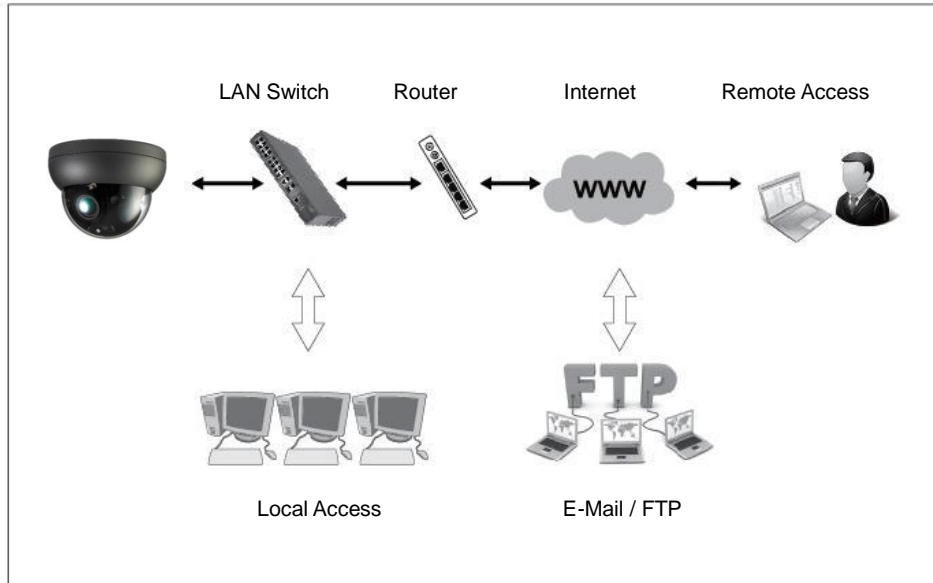 LAN Switch Router Internet Remote Access
WWW
FTP
Local Access E-Mail / FTP